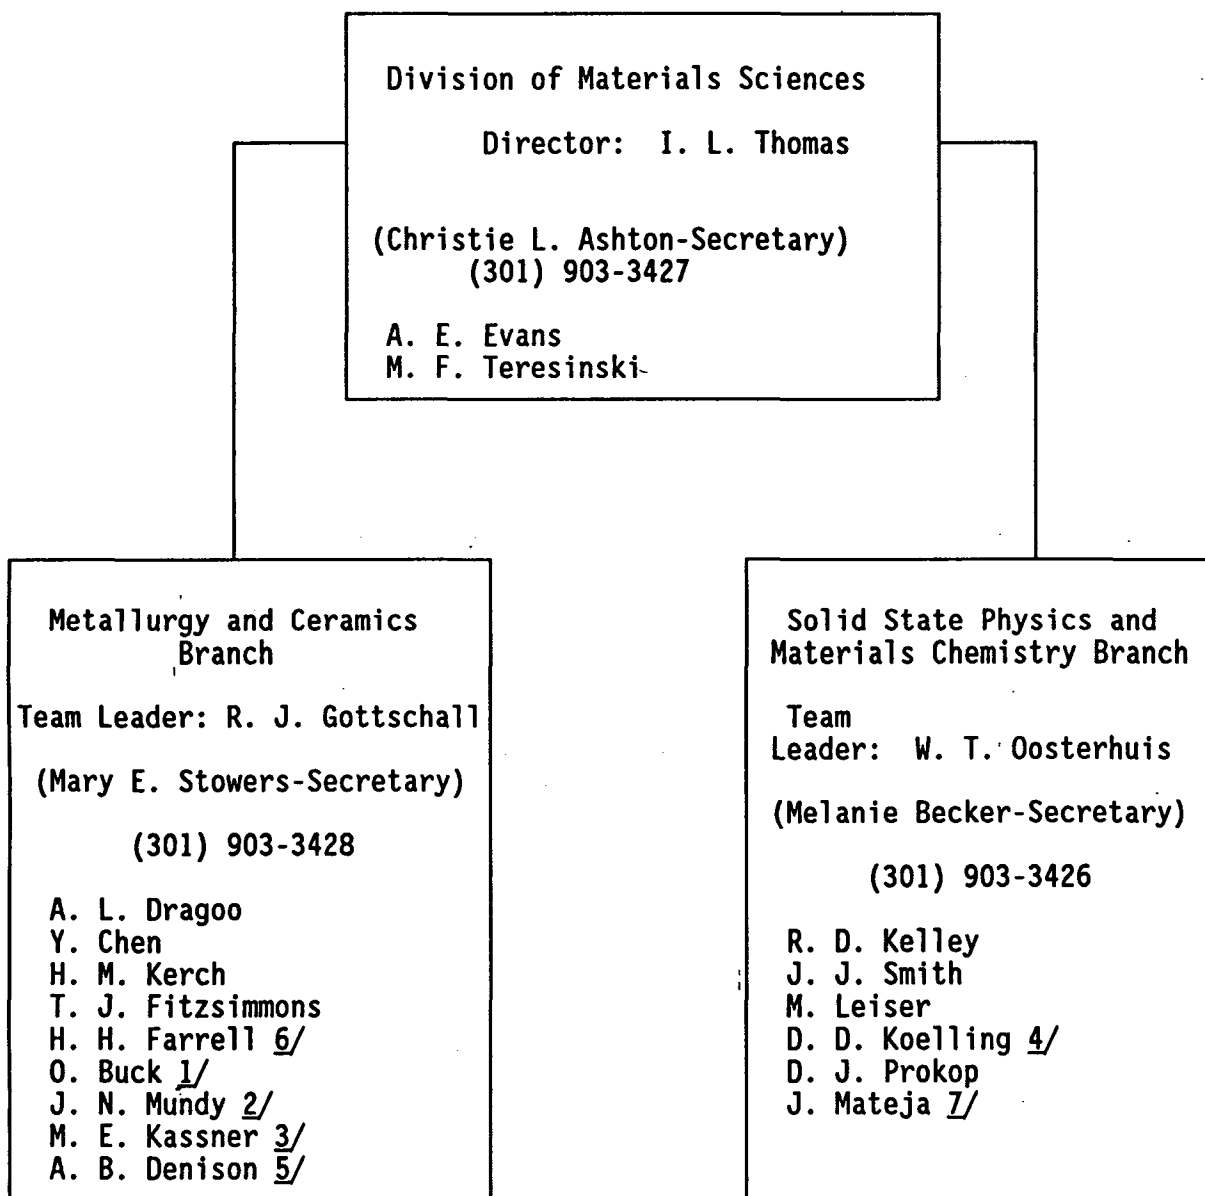 Division of Materials Sciences
Director: I. L. Thomas
(Christie L. Ashton-Secretary)
(301) 903-3427
A. E. Evans
M. F. Teresinski
Metallurgy and Ceramics
Branch
Team Leader: R. J. Gottschall
(Mary E. Stowers-Secretary)
(301) 903-3428
A. L. Dragoo
Y. Chen
H. M. Kerch
T. J. Fitzsimmons
H. H. Farrell 6/
O. Buck 1/
J. N. Mundy 2/
M. E. Kassner 3/
A. B. Denison 5/
Solid State Physics and
Materials Chemistry Branch
Team
Leader: W. T. Oosterhuis
(Melanie Becker-Secretary)
(301) 903-3426
R. D. Kelley
J. J. Smith
M. Leiser
D. D. Koelling 4/
D. J. Prokop
J. Mateja 7/